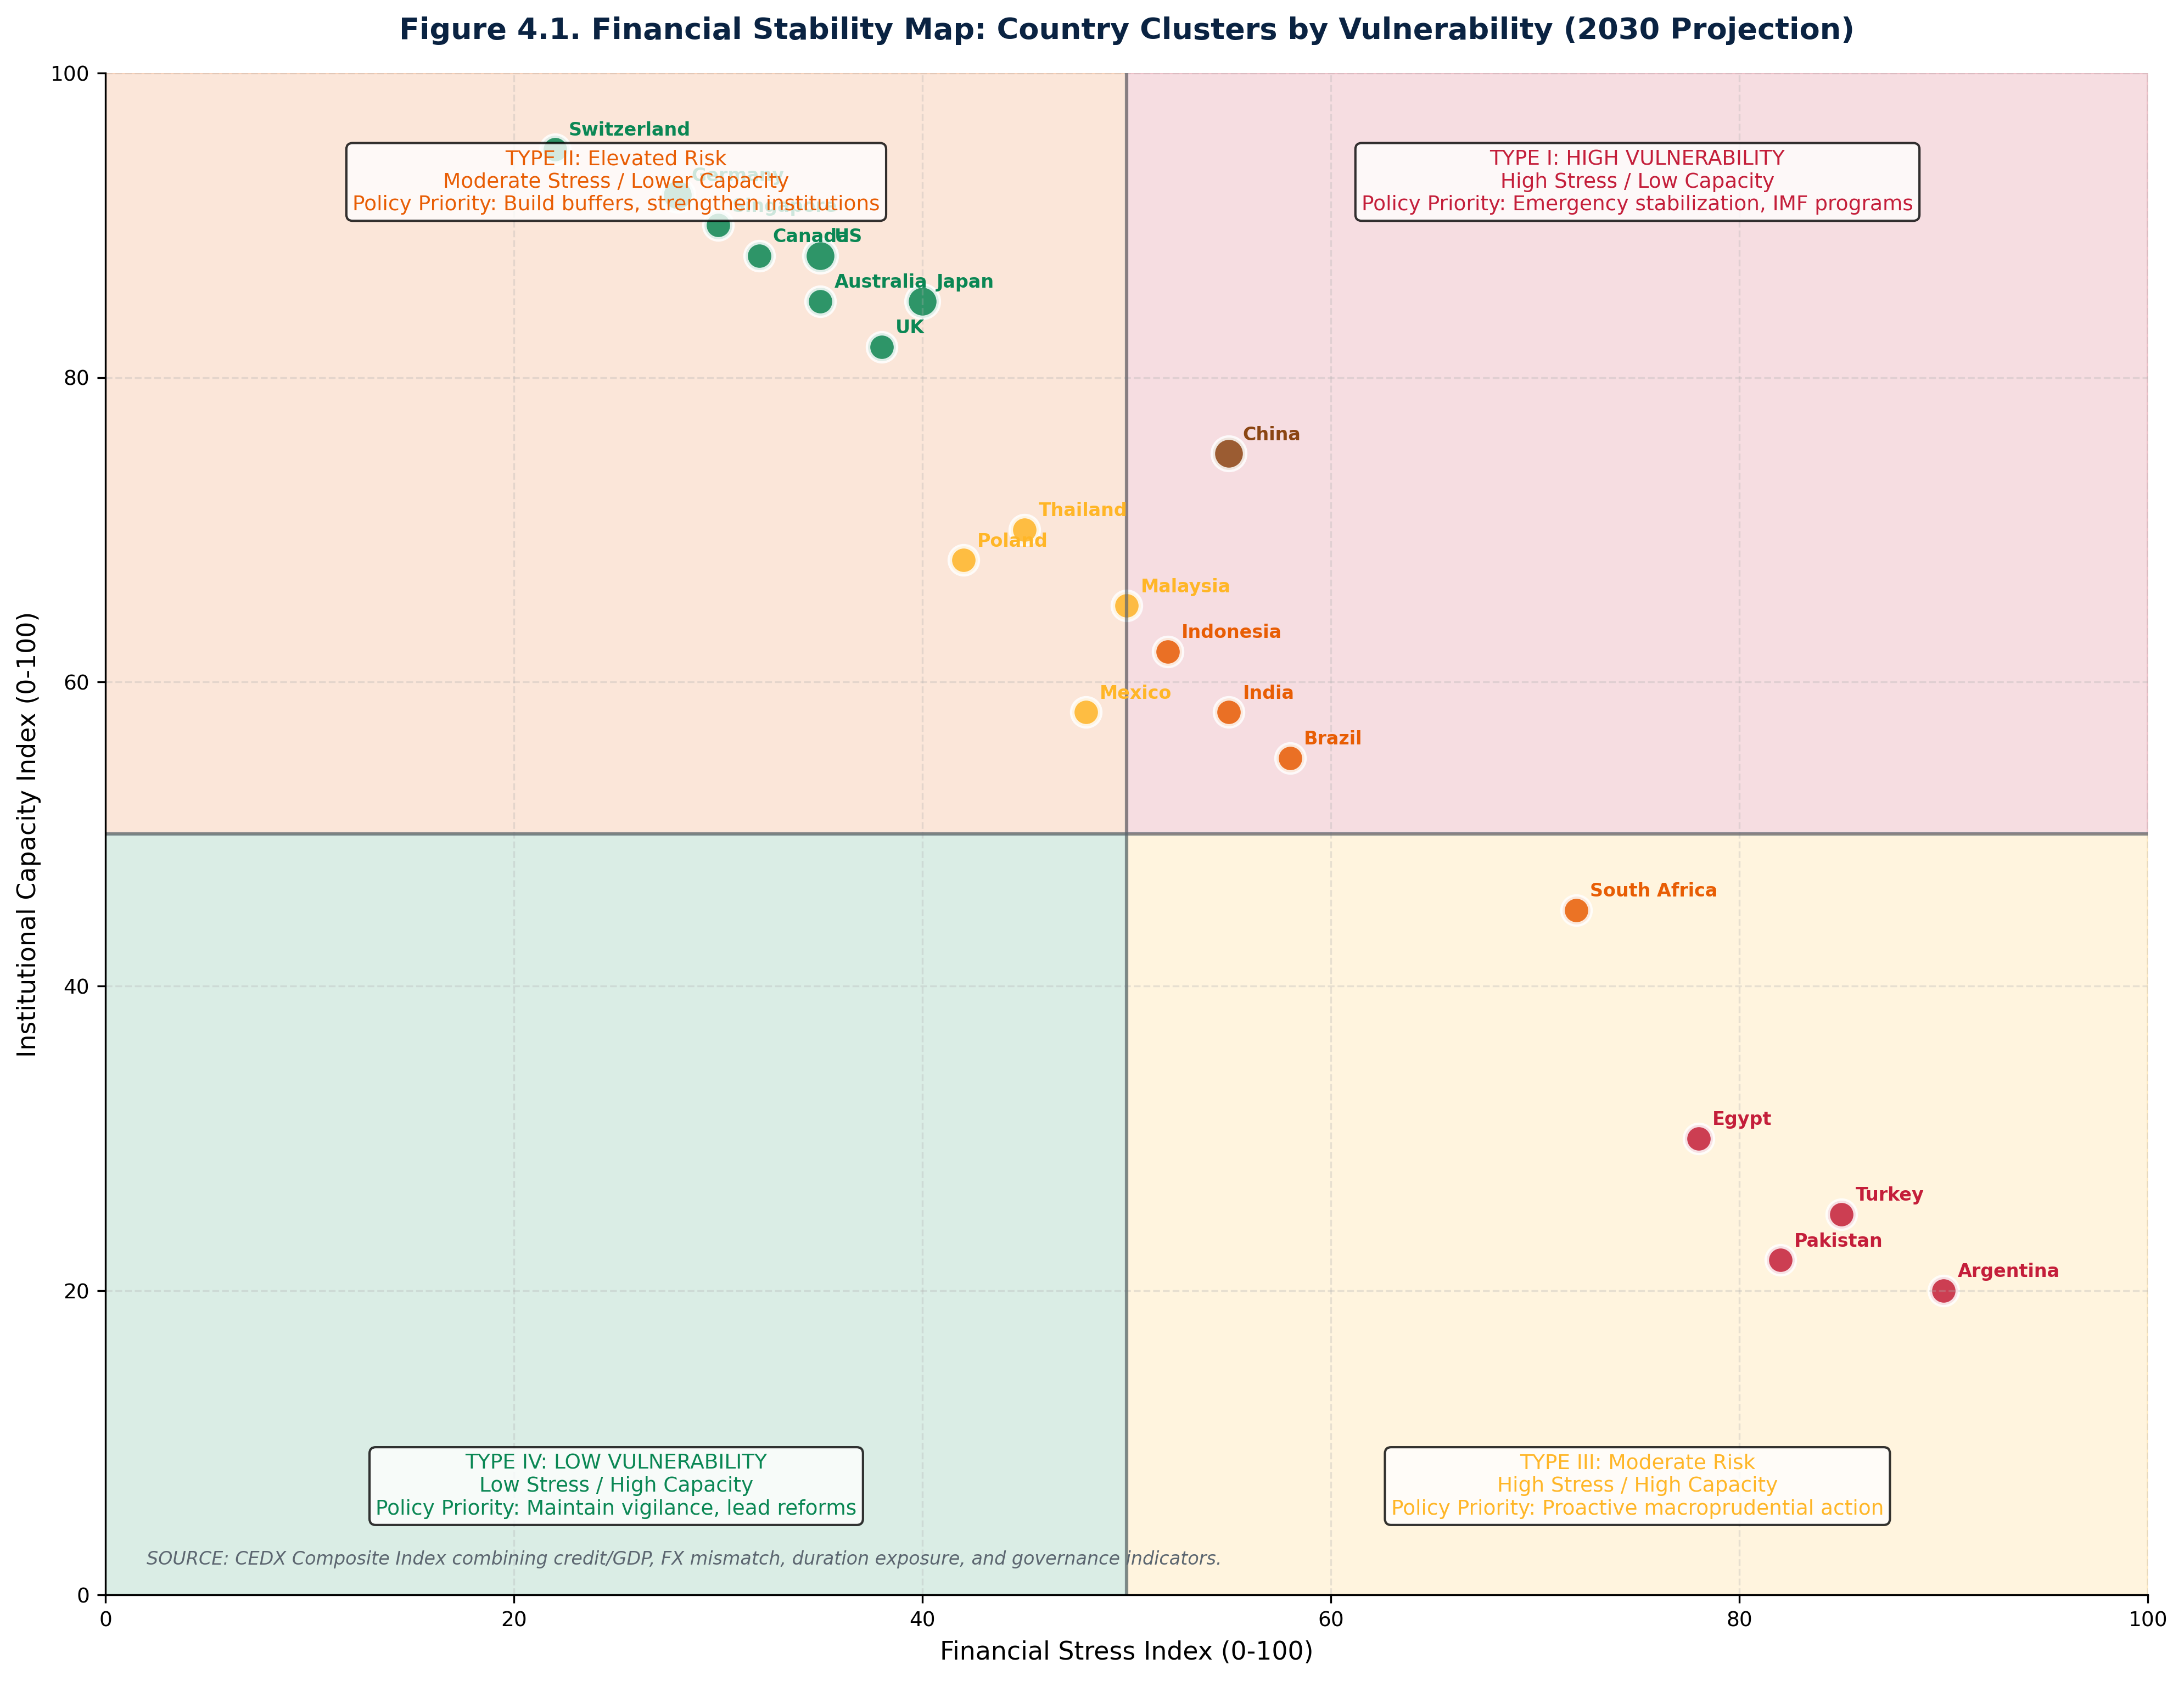 Figure 4.1. Financial Stability Map: Country Clusters by Vulnerability (2030 Projection)
Institutional Capacity Index (0-100)
100
80
60
40
20
0
Switzerland
TYPE II: Elevated Risk
Moderate Stress / Lower Capacity
Policy Priority: Build buffers, strengthen institutions
Germany
Singapore
Canada
US
Australia
Japan
UK
TYPE I: HIGH VULNERABILITY
High Stress / Low Capacity
Policy Priority: Emergency stabilization, IMF programs
China
Thailand
Poland
Malaysia
Indonesia
Mexico
India
Brazil
South Africa
Egypt
Turkey
Pakistan
Argentina
TYPE IV: LOW VULNERABILITY
Low Stress / High Capacity
Policy Priority: Maintain vigilance, lead reforms
TYPE III: Moderate Risk
High Stress / High Capacity
Policy Priority: Proactive macroprudential action
SOURCE: CEDX Composite Index combining credit/GDP, FX mismatch, duration exposure, and governance indicators.
0
20
40
60
80
100
Financial Stress Index (0-100)